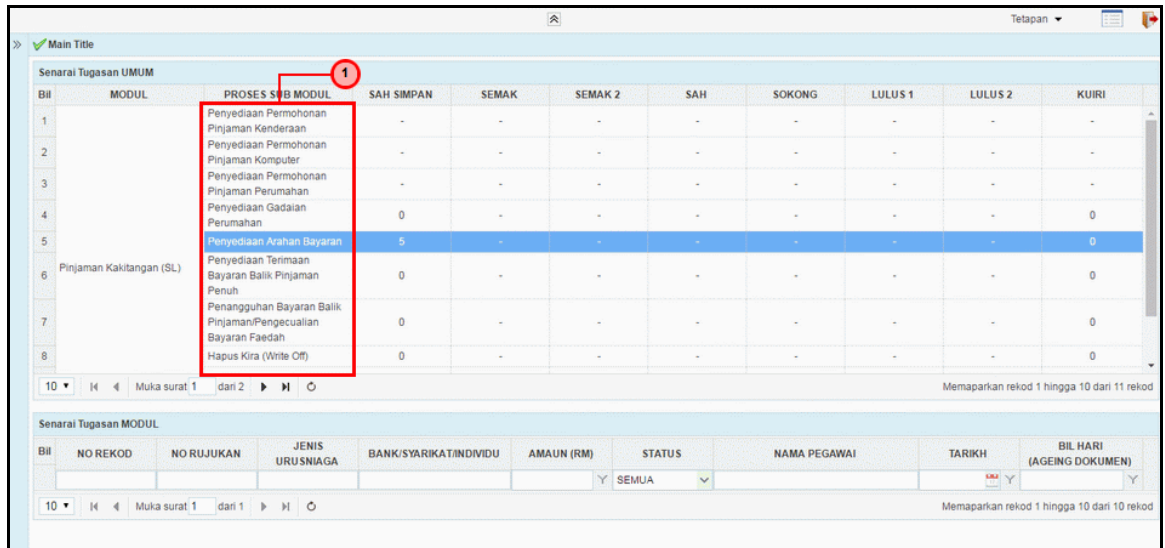 Tetapan
Main Title
Senarai Tugasan UMUM
1
Bil MODUL PROSES SUB MODUL SAH SIMPAN SEMAK SEMAK 2 SAH SOKONG LULUS 1 LULUS 2 KUIRI
1 Penyediaan Permohonan - - - - - - - -
Pinjaman Kenderaan
2 Penyediaan Permohonan - - - - - - - -
Pinjaman Komputer
3 Penyediaan Permohonan - - - - - - - -
Pinjaman Perumahan
4 Penyediaan Gadaian 0 - - - - - - 0
Perumahan
5 Penyediaan Arahan Bayaran 5 - - - - - - 0
Pinjaman Kakitangan (SL)
6 Penyediaan Terimaan 0 - - - - - - 0
Bayaran Balik Pinjaman
Penuh
7 Penangguhan Bayaran Balik 0 - - - - - - 0
Pinjaman/Pengecualian
Bayaran Faedah
8 Hapus Kira (Write Off) 0 - - - - - - 0
10 Muka surat 1 dari 2 Memaparkan rekod 1 hingga 10 dari 11 rekod
Senarai Tugasan MODUL
Bil NO REKOD NO RUJUKAN JENIS URUSNIAGA BANK/SYARIKAT/INDIVIDU AMAUN (RM) STATUS NAMA PEGAWAI TARIKH BIL HARI (AGEING DOKUMEN)
SEMUA
10 Muka surat 1 dari 1 Memaparkan rekod 1 hingga 10 dari 10 rekod